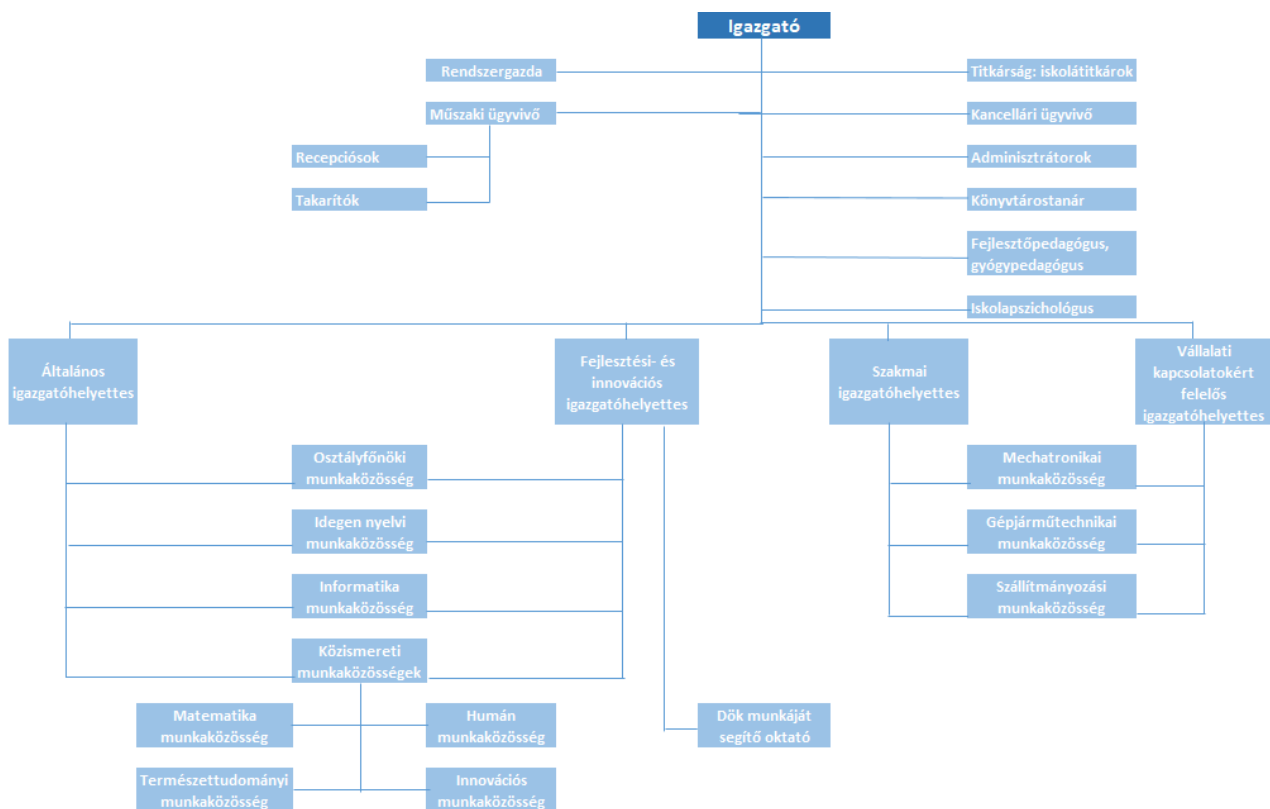 Igazgató
Rendszergazda
Titkárság: iskolátitkárok
Műszaki ügyvivő
Kancellári ügyvivő
Recepciósok
Adminisztrátorok
Takarítók
Könyvtárostanár
Fejlesztőpedagógus,
gyógypedagógus
Iskolapszichológus
Általános
igazgatóhelyettes
Fejlesztési- és
innovációs
igazgatóhelyettes
Szakmai
igazgatóhelyettes
Vállalati
kapcsolatokért
felelős
igazgatóhelyettes
Osztályfőnöki
munkaközösség
Mechatronikai
munkaközösség
Idegen nyelvi
munkaközösség
Gépjárműtechnikai
munkaközösség
Informatika
munkaközösség
Szállítmányozási
munkaközösség
Közismereti
munkaközösségek
Matematika
munkaközösség
Humán
munkaközösség
Dök munkáját
segítő oktató
Természettudományi
munkaközösség
Innovációs
munkaközösség